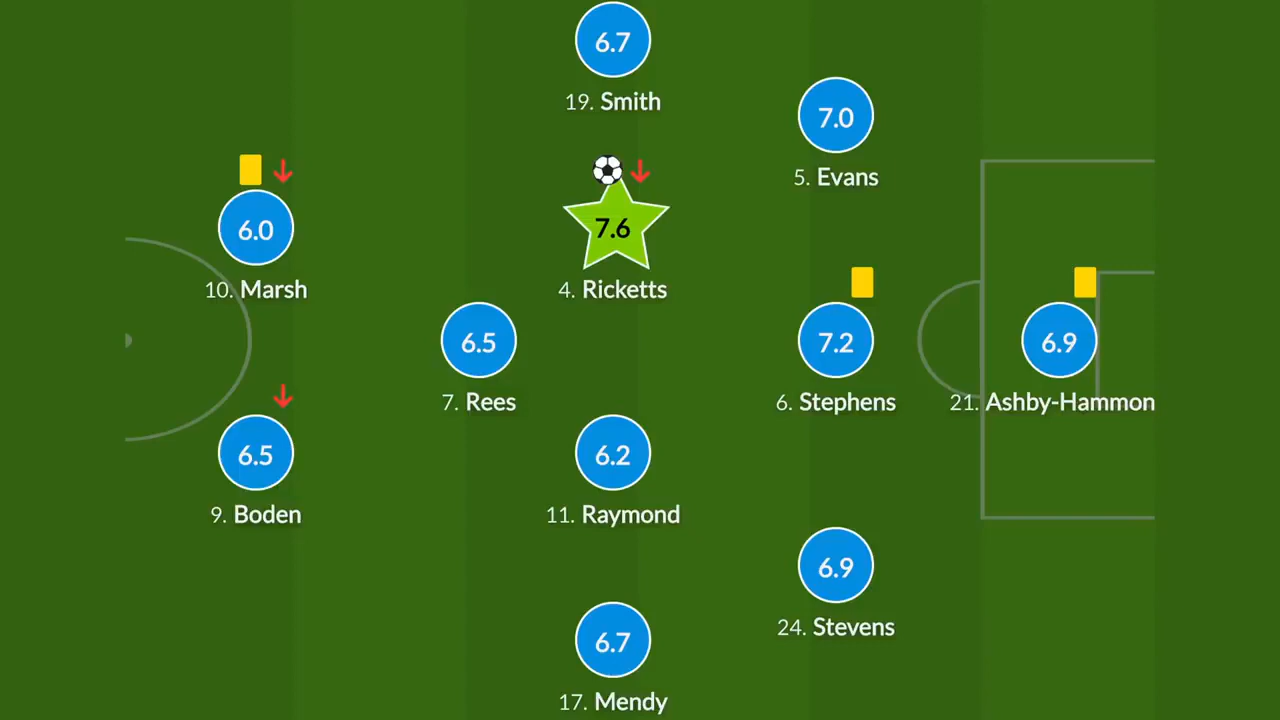 6.7
19. Smith
7.0
5. Evans
6.0
10. Marsh
7.6
4. Ricketts
6.5
7. Rees
7.2
6. Stephens
6.9
21. Ashby-Hammon
6.5
9. Boden
6.2
11. Raymond
6.9
24. Stevens
6.7
17. Mendy